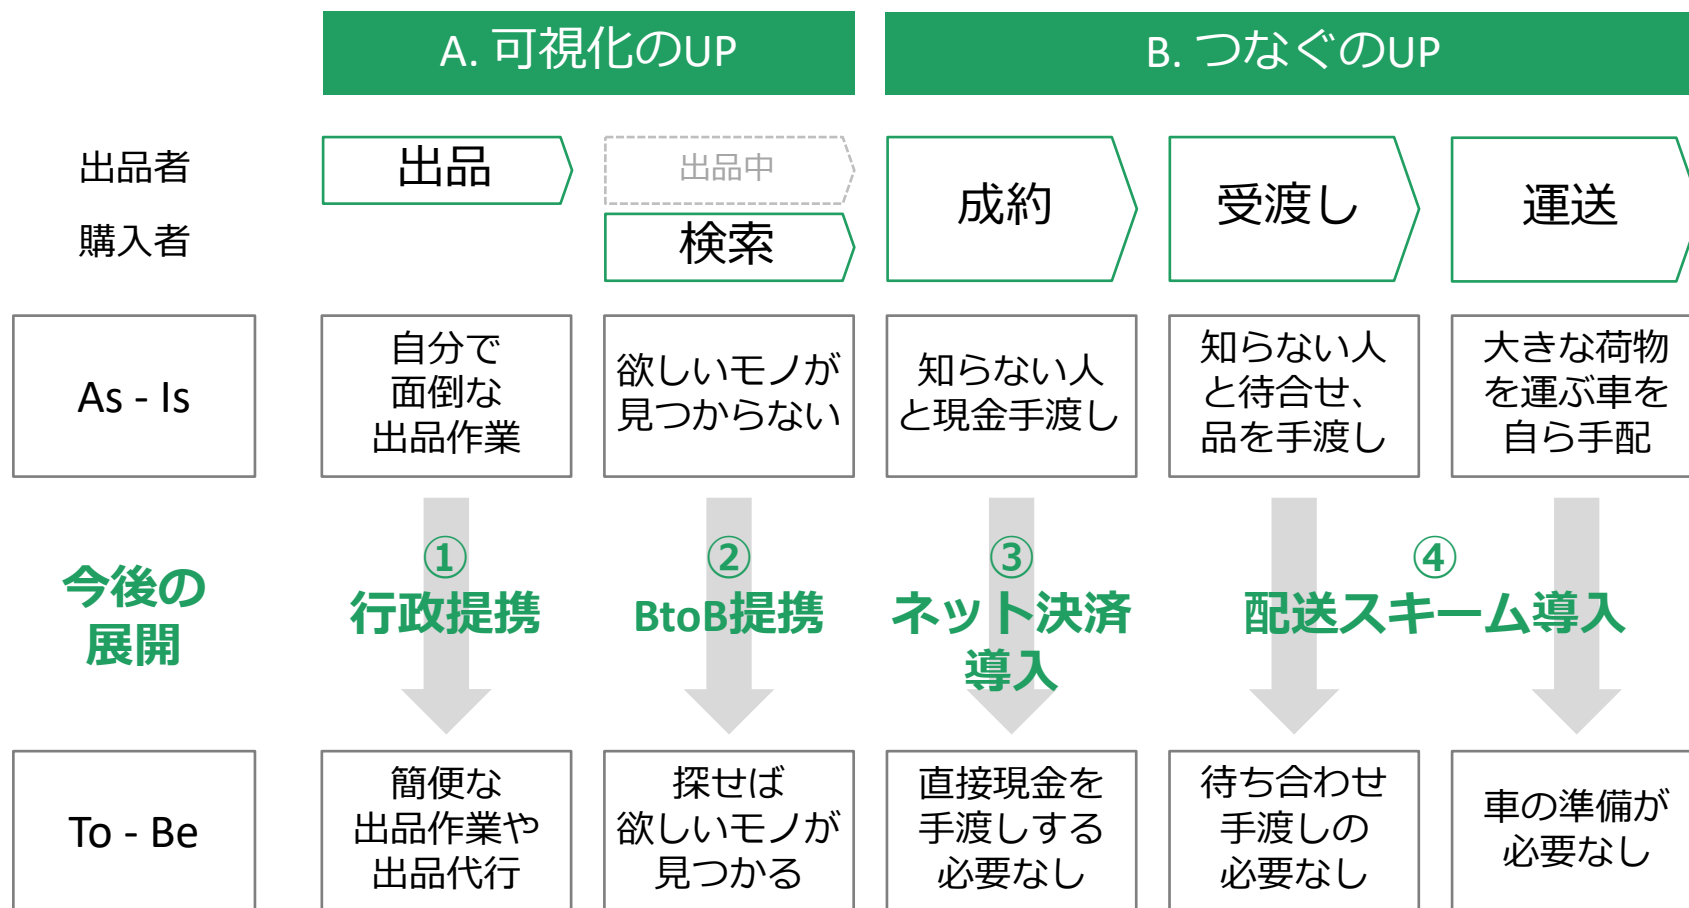 A. 可視化のUP
B. つなぐのUP
出品者
購入者
出品
出品中
検索
成約
受渡し
運送
As - Is
自分で
面倒な
出品作業
欲しいモノが
見つからない
知らない人
と現金手渡し
知らない人
と待合せ、
品を手渡し
大きな荷物
を運ぶ車を
自ら手配
今後の
展開
①
行政提携
②
BtoB提携
③
ネット決済
導入
④
配送スキーム導入
To - Be
簡便な
出品作業や
出品代行
探せば
欲しいモノが
見つかる
直接現金を
手渡しする
必要なし
待ち合わせ
手渡しの
必要なし
車の準備が
必要なし